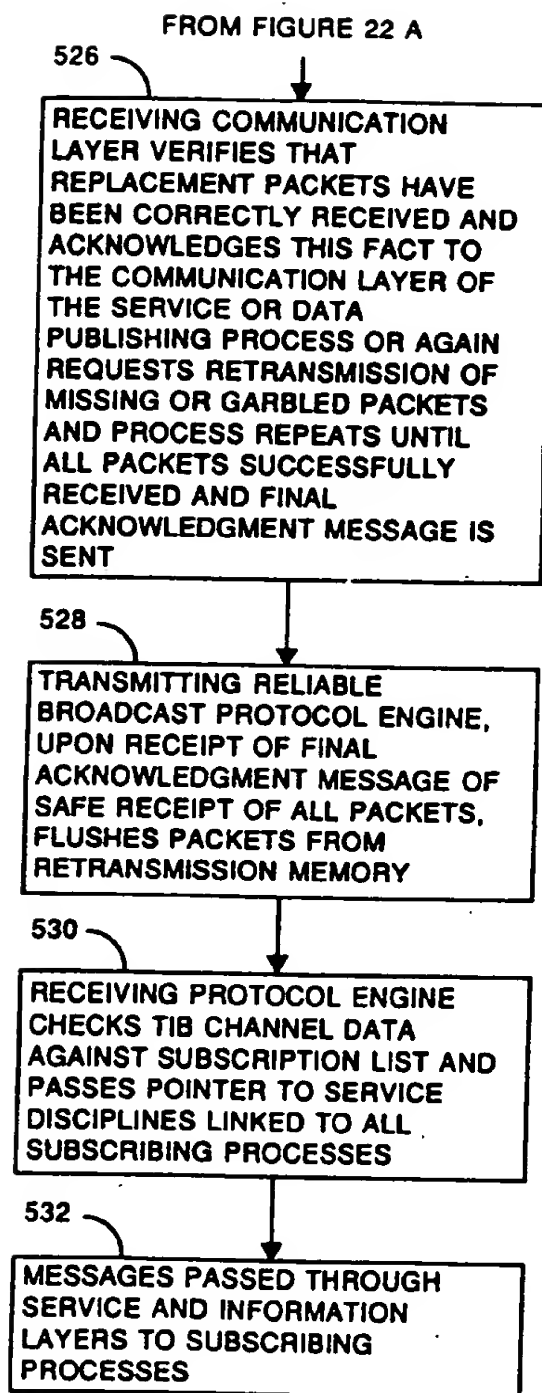 FROM FIGURE 22 A
526
RECEIVING COMMUNICATION
LAYER VERIFIES THAT
REPLACEMENT PACKETS HAVE
BEEN CORRECTLY RECEIVED AND
ACKNOWLEDGES THIS FACT TO
THE COMMUNICATION LAYER OF
THE SERVICE OR DATA
PUBLISHING PROCESS OR AGAIN
REQUESTS RETRANSMISSION OF
MISSING OR GARBLED PACKETS
AND PROCESS REPEATS UNTIL
ALL PACKETS SUCCESSFULLY
RECEIVED AND FINAL
ACKNOWLEDGMENT MESSAGE IS
SENT
528
TRANSMITTING RELIABLE
BROADCAST PROTOCOL ENGINE,
UPON RECEIPT OF FINAL
ACKNOWLEDGMENT MESSAGE OF
SAFE RECEIPT OF ALL PACKETS,
FLUSHES PACKETS FROM
RETRANSMISSION MEMORY
530
RECEIVING PROTOCOL ENGINE
CHECKS TIB CHANNEL DATA
AGAINST SUBSCRIPTION LIST AND
PASSES POINTER TO SERVICE
DISCIPLINES LINKED TO ALL
SUBSCRIBING PROCESSES
532
MESSAGES PASSED THROUGH
SERVICE AND INFORMATION
LAYERS TO SUBSCRIBING
PROCESSES